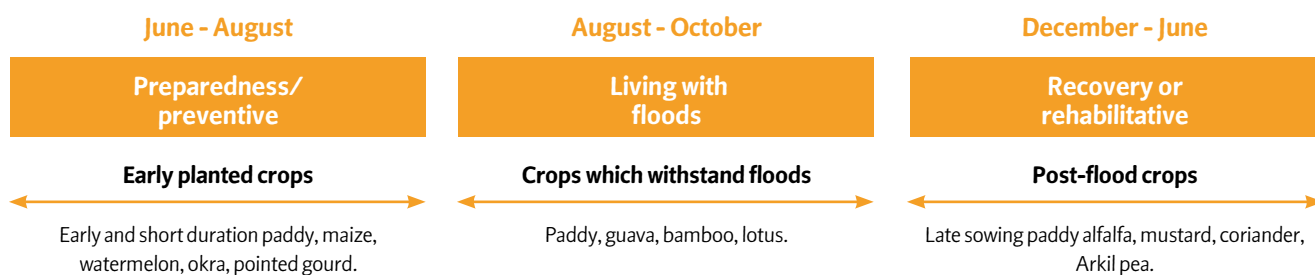 June - August
Preparedness/
preventive
Early planted crops
Early and short duration paddy, maize,
watermelon, okra, pointed gourd.
August - October
Living with
floods
Crops which withstand floods
Paddy, guava, bamboo, lotus.
December - June
Recovery or
rehabilitative
Post-flood crops
Late sowing paddy alfalfa, mustard, coriander,
Arkil pea.